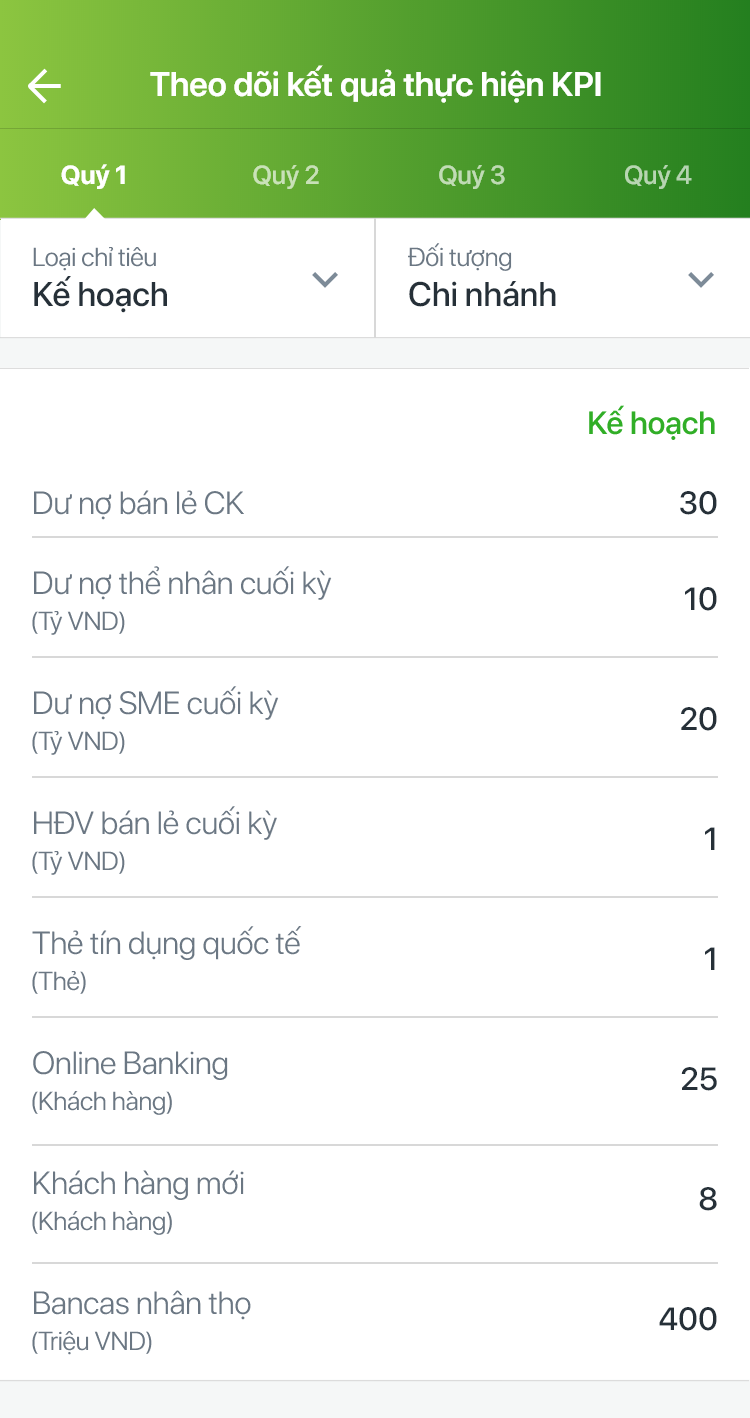 Theo dõi kết quả thực hiện KPI
Quý 1 Quý 2 Quý 3 Quý 4
Loại chỉ tiêu
Kế hoạch
Đối tượng
Chi nhánh
Kế hoạch
Dư nợ bán lẻ CK 30
Dư nợ thể nhân cuối kỳ
(Tỷ VND)
10
Dư nợ SME cuối kỳ
(Tỷ VND)
20
HĐV bán lẻ cuối kỳ
(Tỷ VND)
1
Thẻ tín dụng quốc tế
(Thẻ)
1
Online Banking
(Khách hàng)
25
Khách hàng mới
(Khách hàng)
8
Bancas nhân thọ
(Triệu VND)
400